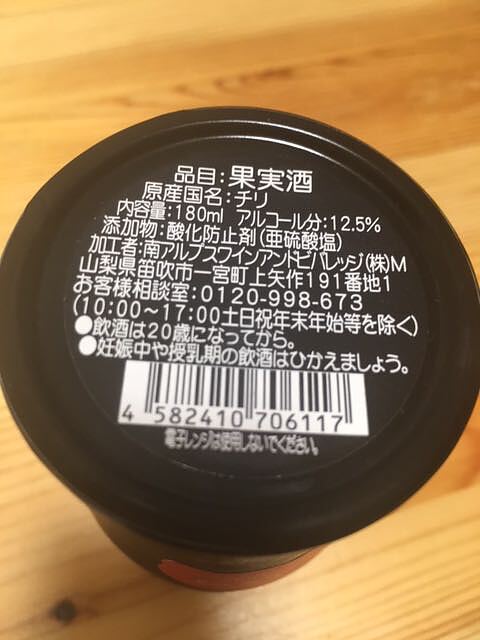 品目:果実酒
原産国名:チリ
内容量:180ml アルコール分:12.5%
添加物:酸化防止剤(亜硫酸塩)
加工者:南アルプスワインアンドビバレッジ(株)M
山梨県笛吹市一宮町上矢作191番地1
お客様相談室:0120-998-673
(10:00～17:00土日祝年末年始等を除く)
●飲酒は20歳になってから。
●妊娠中や授乳期の飲酒はひかえましょう。
4 582410 706117
電子レンジは使用しないでください。